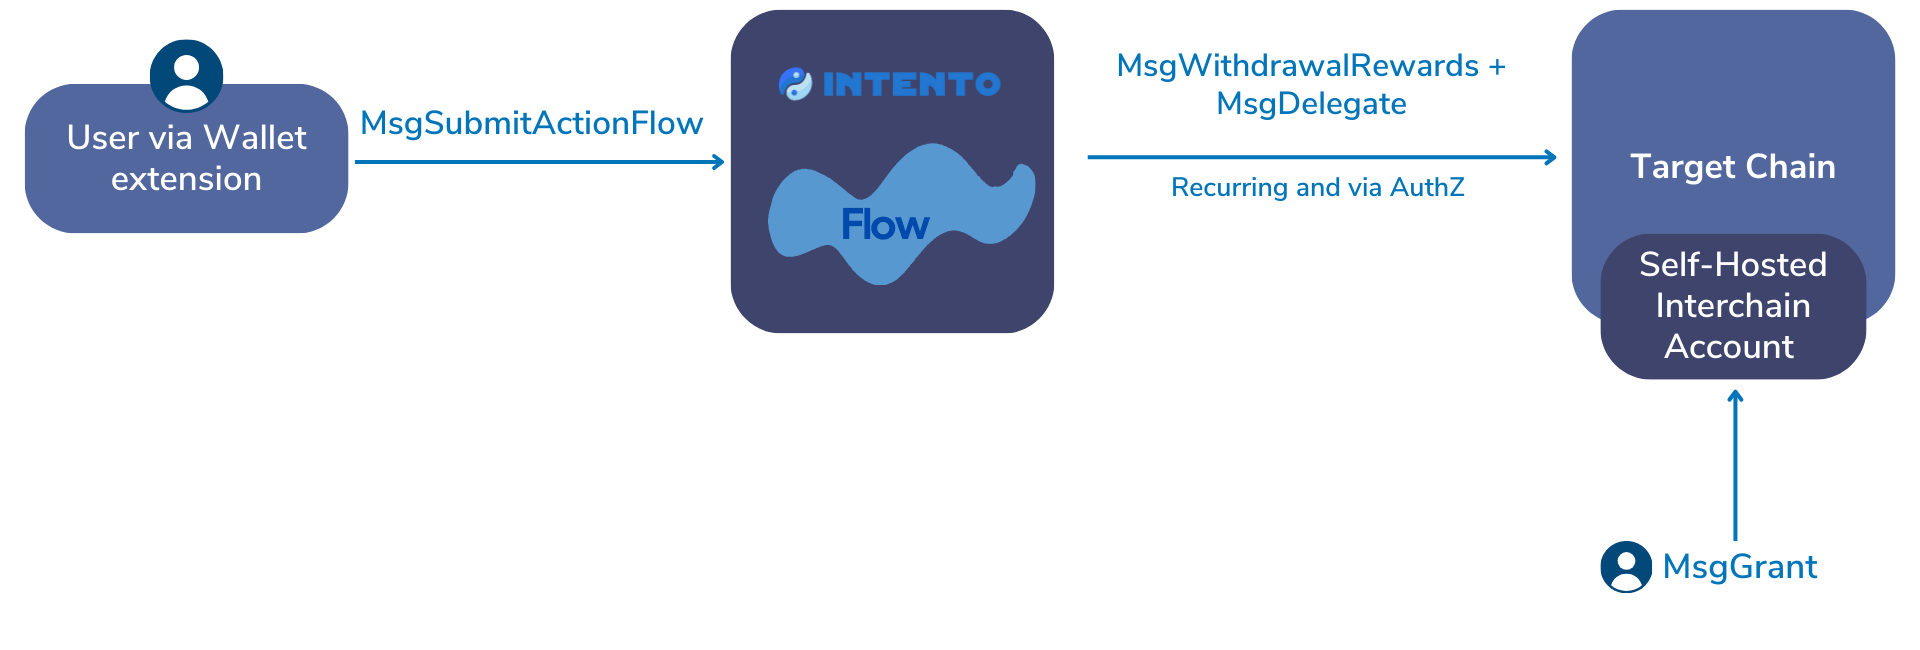 User via Wallet
extension
MsgSubmitActionFlow
INTENTO
Flow
MsgWithdrawalRewards +
MsgDelegate
Recurring and via AuthZ
Target Chain
Self-Hosted
Interchain
Account
MsgGrant